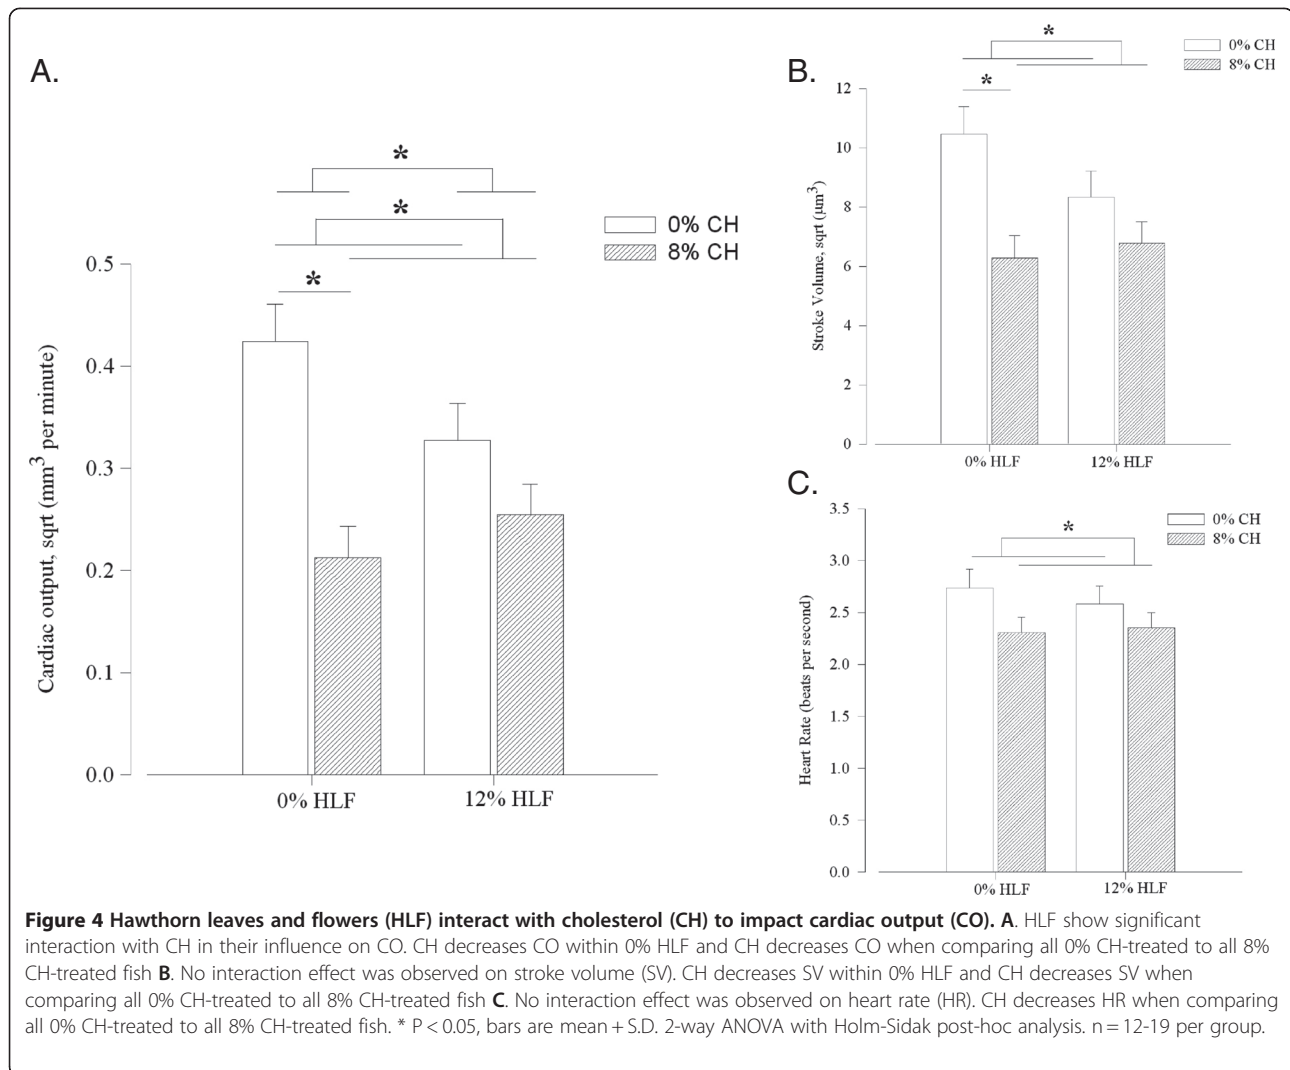 A.
*
*
*
0% CH
8% CH
0.5
0.4
0.3
0.2
0.1
0.0
Cardiac output, sqrt (mm³ per minute)
0% HLF
12% HLF
B.
*
*
0% CH
8% CH
12
10
8
6
4
2
0
Stroke Volume, sqrt (μm³)
0% HLF
12% HLF
C.
*
0% CH
8% CH
3.5
3.0
2.5
2.0
1.5
1.0
0.5
0.0
Heart Rate (beats per second)
0% HLF
12% HLF
Figure 4 Hawthorn leaves and flowers (HLF) interact with cholesterol (CH) to impact cardiac output (CO). A. HLF show significant
interaction with CH in their influence on CO. CH decreases CO within 0% HLF and CH decreases CO when comparing all 0% CH-treated to all 8%
CH-treated fish B. No interaction effect was observed on stroke volume (SV). CH decreases SV within 0% HLF and CH decreases SV when
comparing all 0% CH-treated to all 8% CH-treated fish C. No interaction effect was observed on heart rate (HR). CH decreases HR when comparing
all 0% CH-treated to all 8% CH-treated fish. * P < 0.05, bars are mean + S.D. 2-way ANOVA with Holm-Sidak post-hoc analysis. n = 12-19 per group.